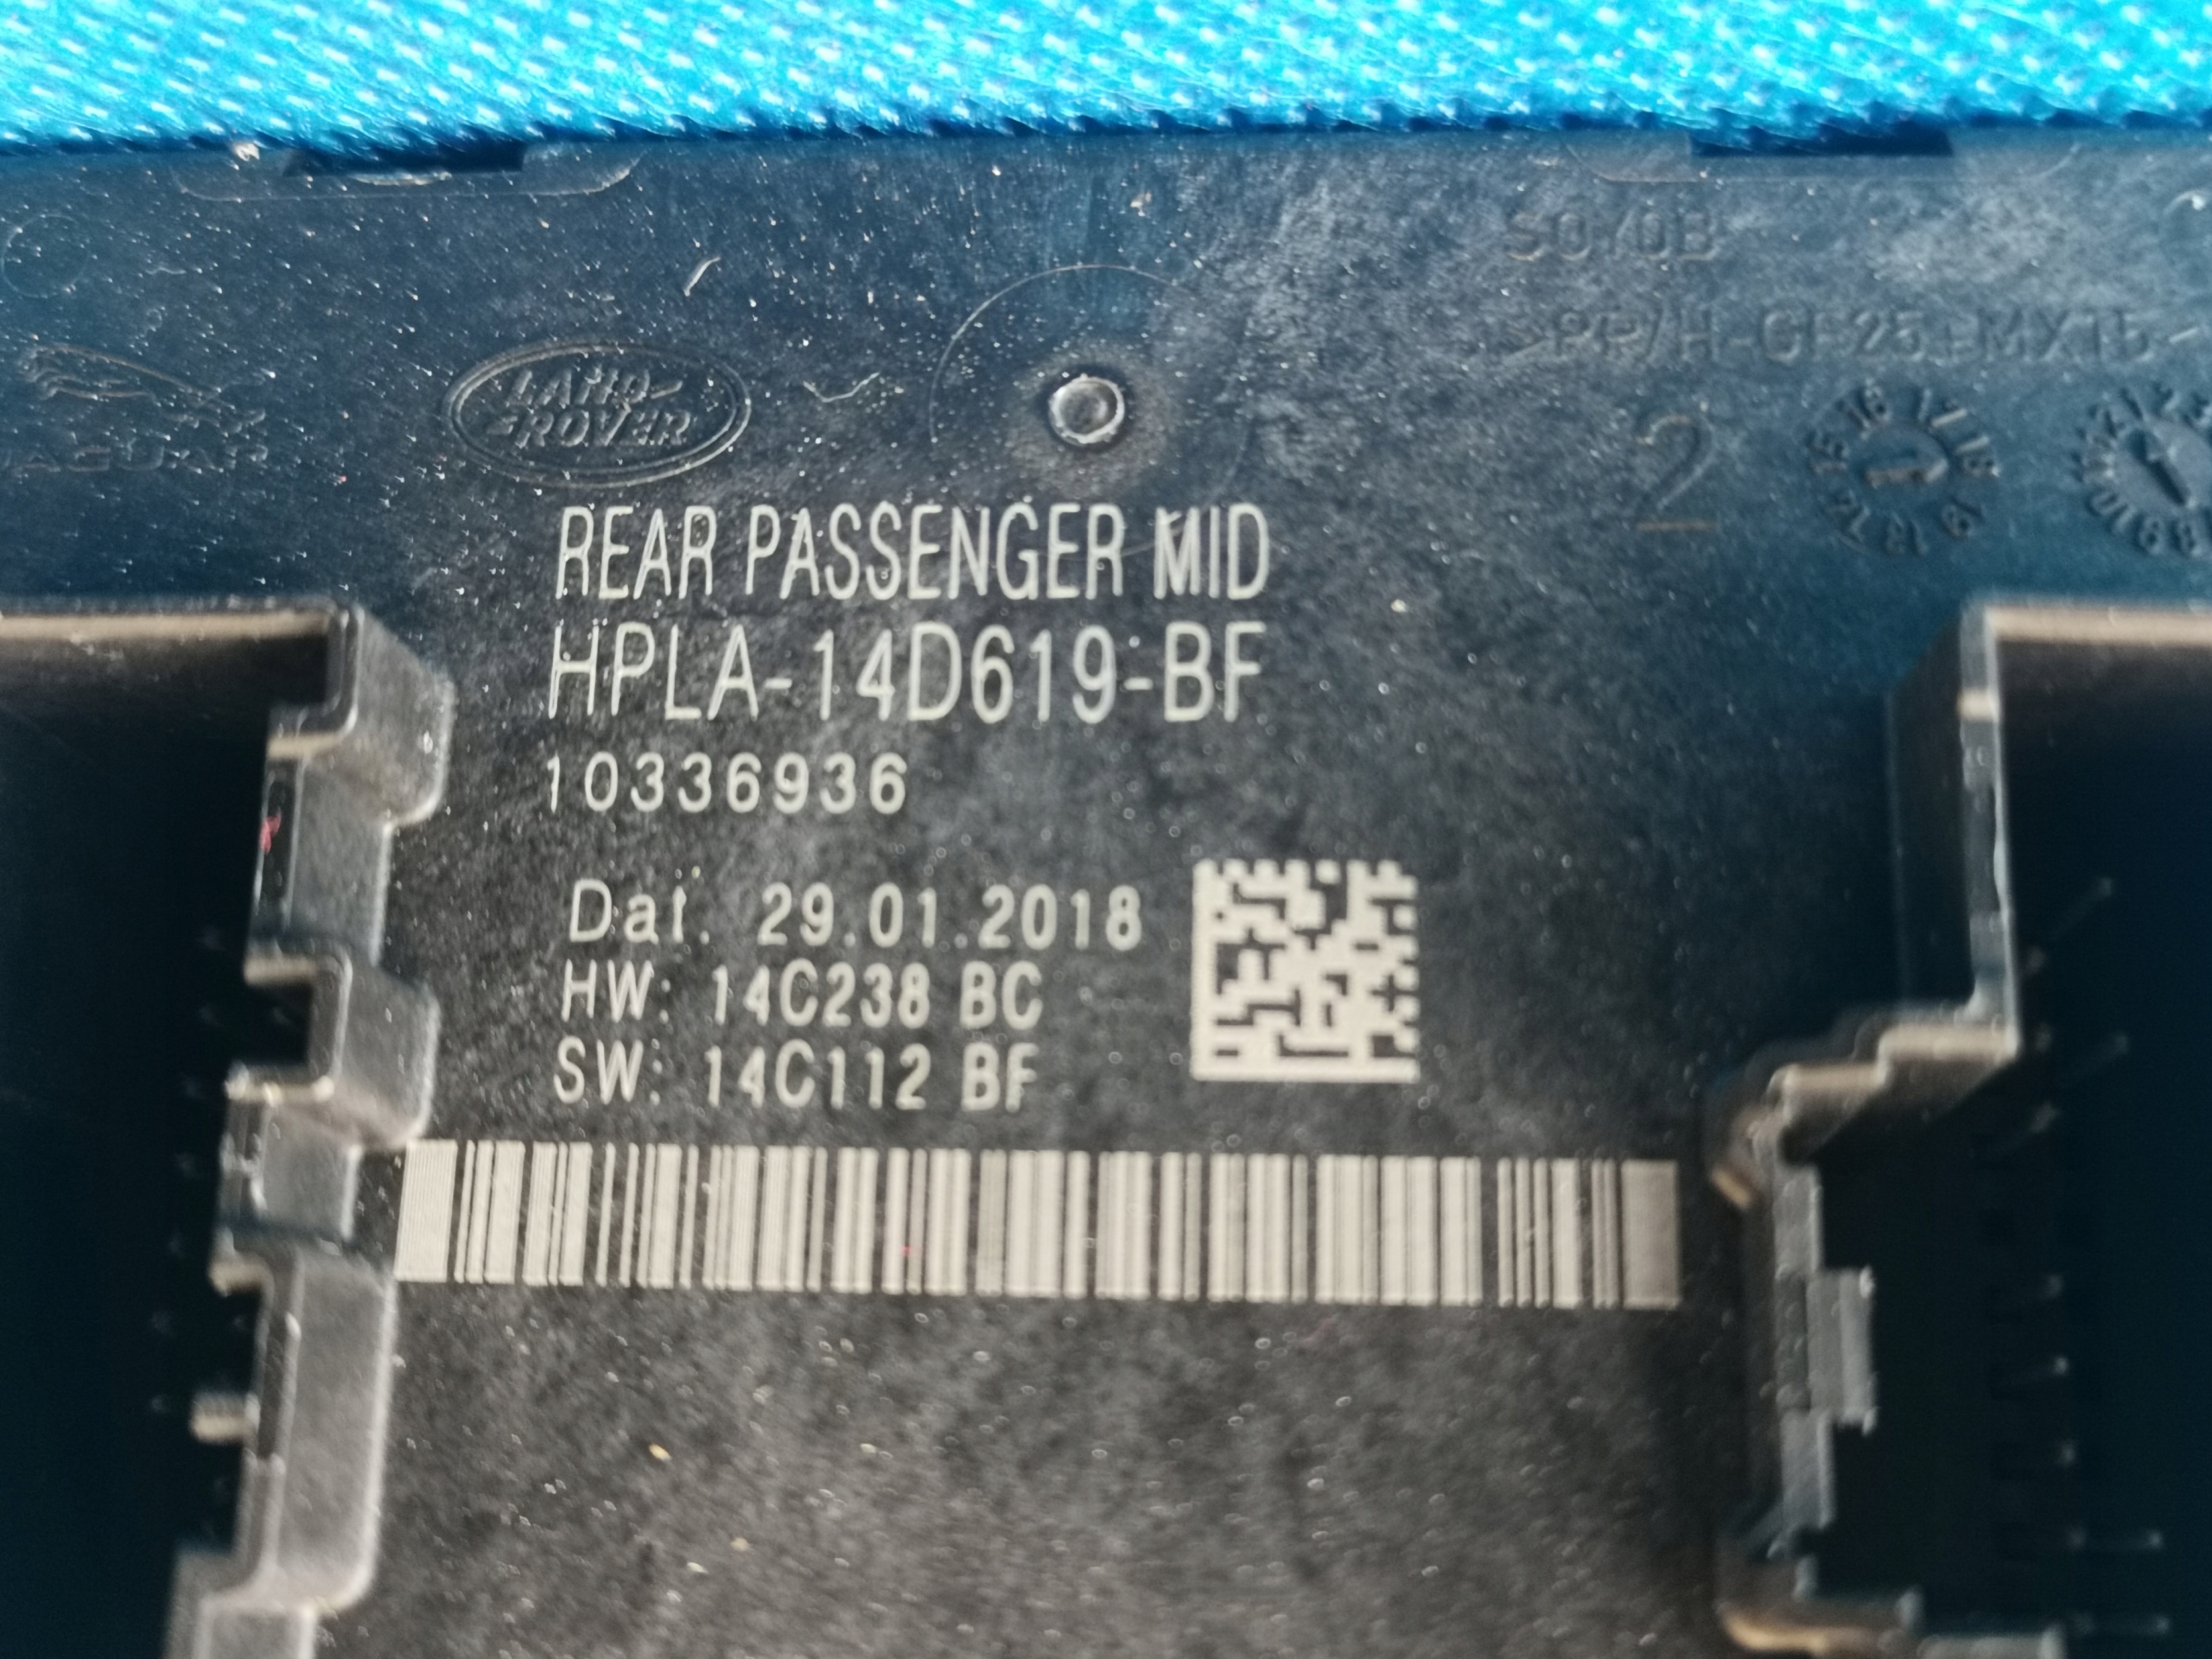 LAND-
ROVER
2
REAR PASSENGER MID
HPLA-14D619-BF
10336936
Dat. 29.01.2018
HW: 14C238 BC
SW: 14C112 BF